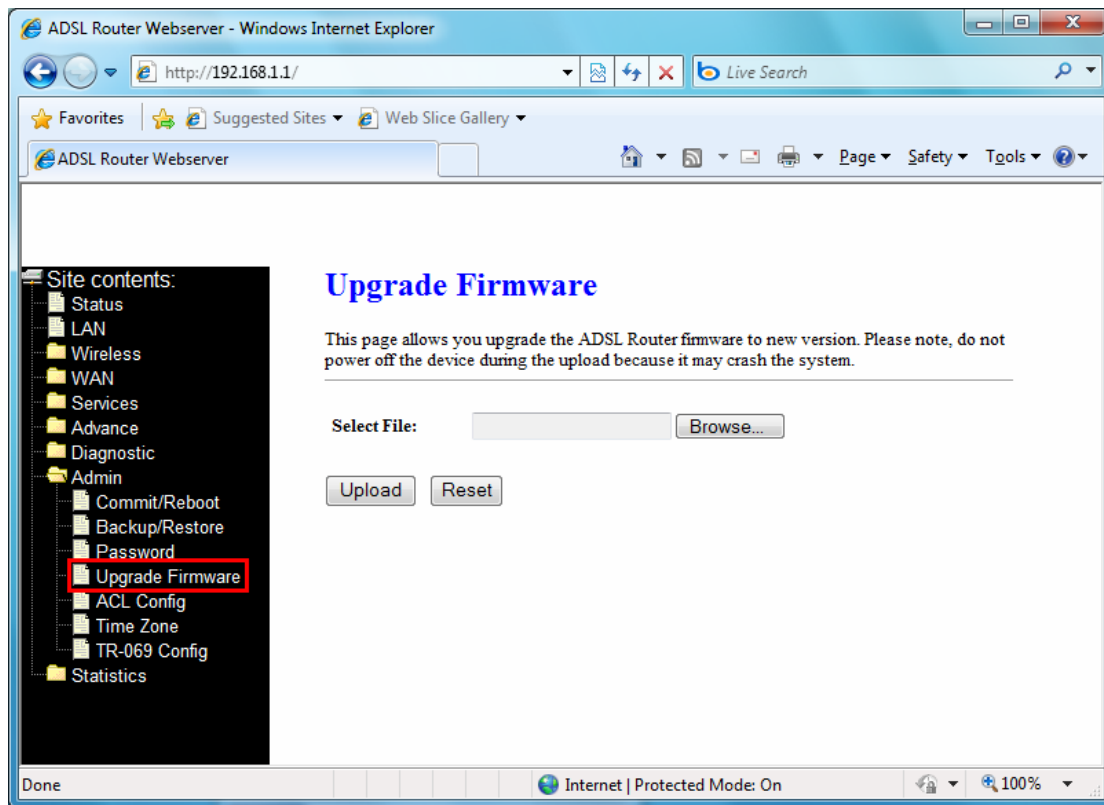 ADSL Router Webserver - Windows Internet Explorer
http://192.168.1.1/
Live Search
Favorites Suggested Sites Web Slice Gallery
ADSL Router Webserver Page Safety Tools
Site contents:
Status
LAN
Wireless
WAN
Services
Advance
Diagnostic
Admin
Commit/Reboot
Backup/Restore
Password
Upgrade Firmware
ACL Config
Time Zone
TR-069 Config
Statistics
Upgrade Firmware
This page allows you upgrade the ADSL Router firmware to new version. Please note, do not
power off the device during the upload because it may crash the system.
Select File: Browse...
Upload Reset
Done Internet | Protected Mode: On 100%